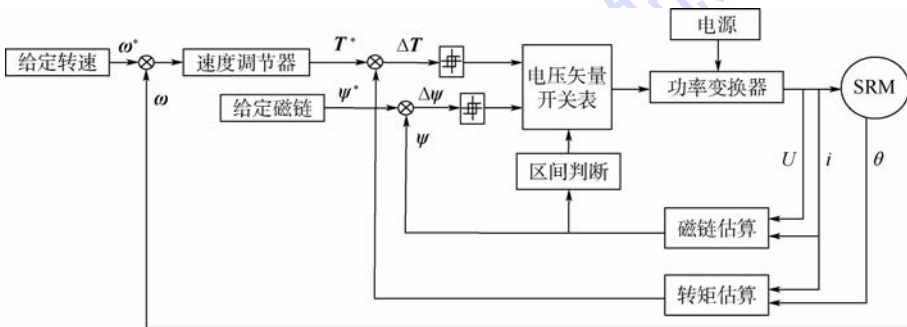 电源
给定转速
ω*
速度调节器
T*
ΔT
电压矢量
开关表
功率变换器
SRM
ω
给定磁链
ψ*
Δψ
ψ
区间判断
U
i
θ
磁链估算
转矩估算